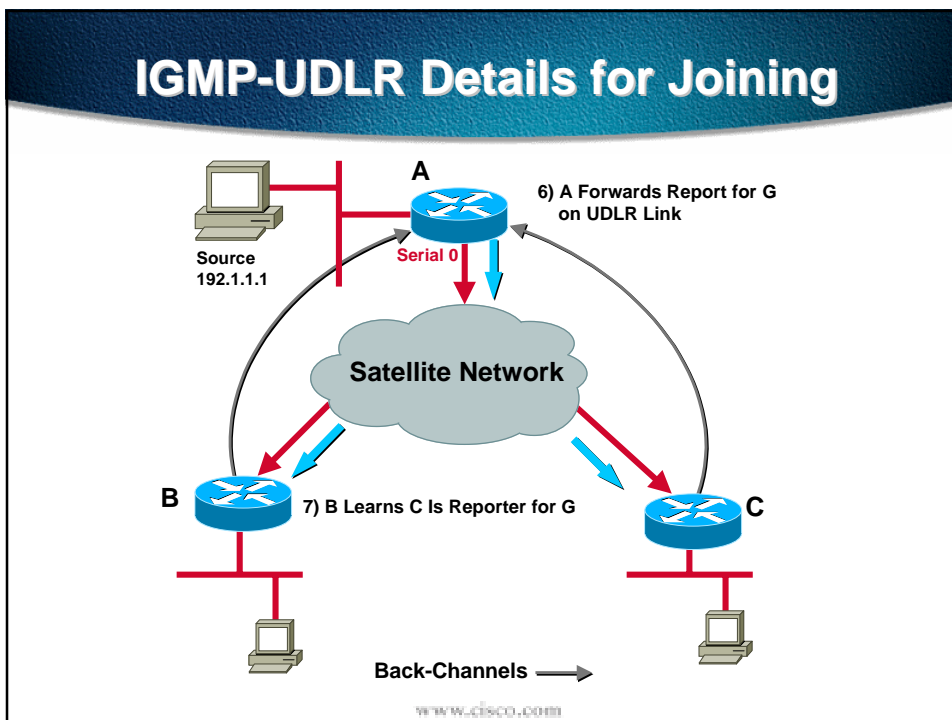 IGMP-UDLR Details for Joining
A
6) A Forwards Report for G
on UDLR Link
Source
192.1.1.1
Serial 0
Satellite Network
B
7) B Learns C Is Reporter for G
C
Back-Channels
www.cisco.com